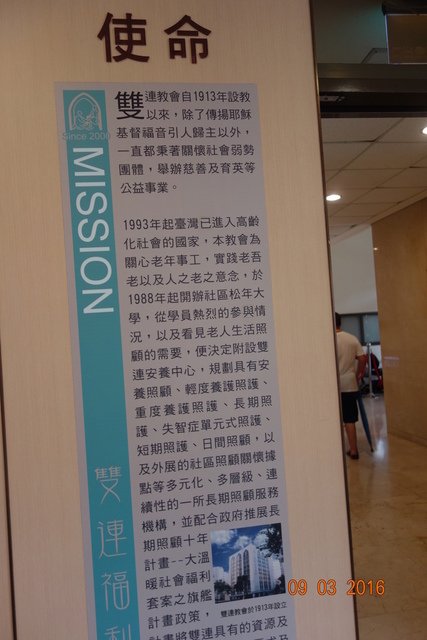 使命
Since 2000
MISSION
雙連教會自1913年設教
以來，除了傳揚耶穌
基督福音引人歸主以外，
一直都秉著關懷社會弱勢
團體，舉辦慈善及育英等
公益事業。
1993年起臺灣已進入高齡
化社會的國家，本教會為
關心老年事工，實踐老吾
老以及人之老之意念，於
1988年起開辦社區松年大
學，從學員熱烈的參與情
況，以及看見老人生活照
顧的需要，便決定附設雙
連安養中心，規劃具有安
養照顧、輕度養護照護、
重度養護照護、長期照
護、失智症單元式照護、
短期照護、日間照顧，以
及外展的社區照顧關懷據
點等多元化、多層級、連
續性的一所長期照顧服務
機構，並配合政府推展長
期照顧十年
計畫--大溫
暖社會福利
套案之旗艦
計畫政策，
計畫將雙連具有的資源及
雙連教會於1913年設立
雙連福利
09 03 2016